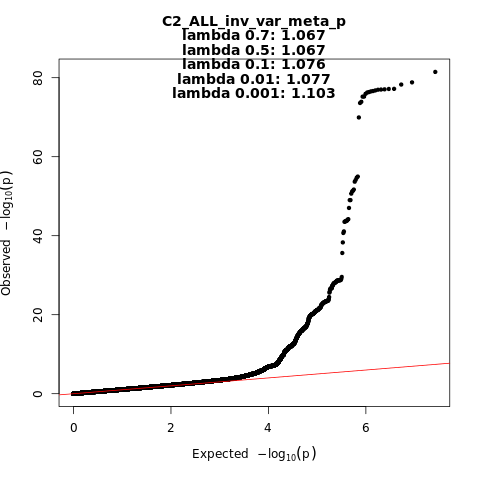 C2_ALL_inv_var_meta_p
lambda 0.7: 1.067
lambda 0.5: 1.067
lambda 0.1: 1.076
lambda 0.01: 1.077
lambda 0.001: 1.103
80
60
40
20
0
Observed −log10(p)
0 2 4 6
Expected −log10(p)